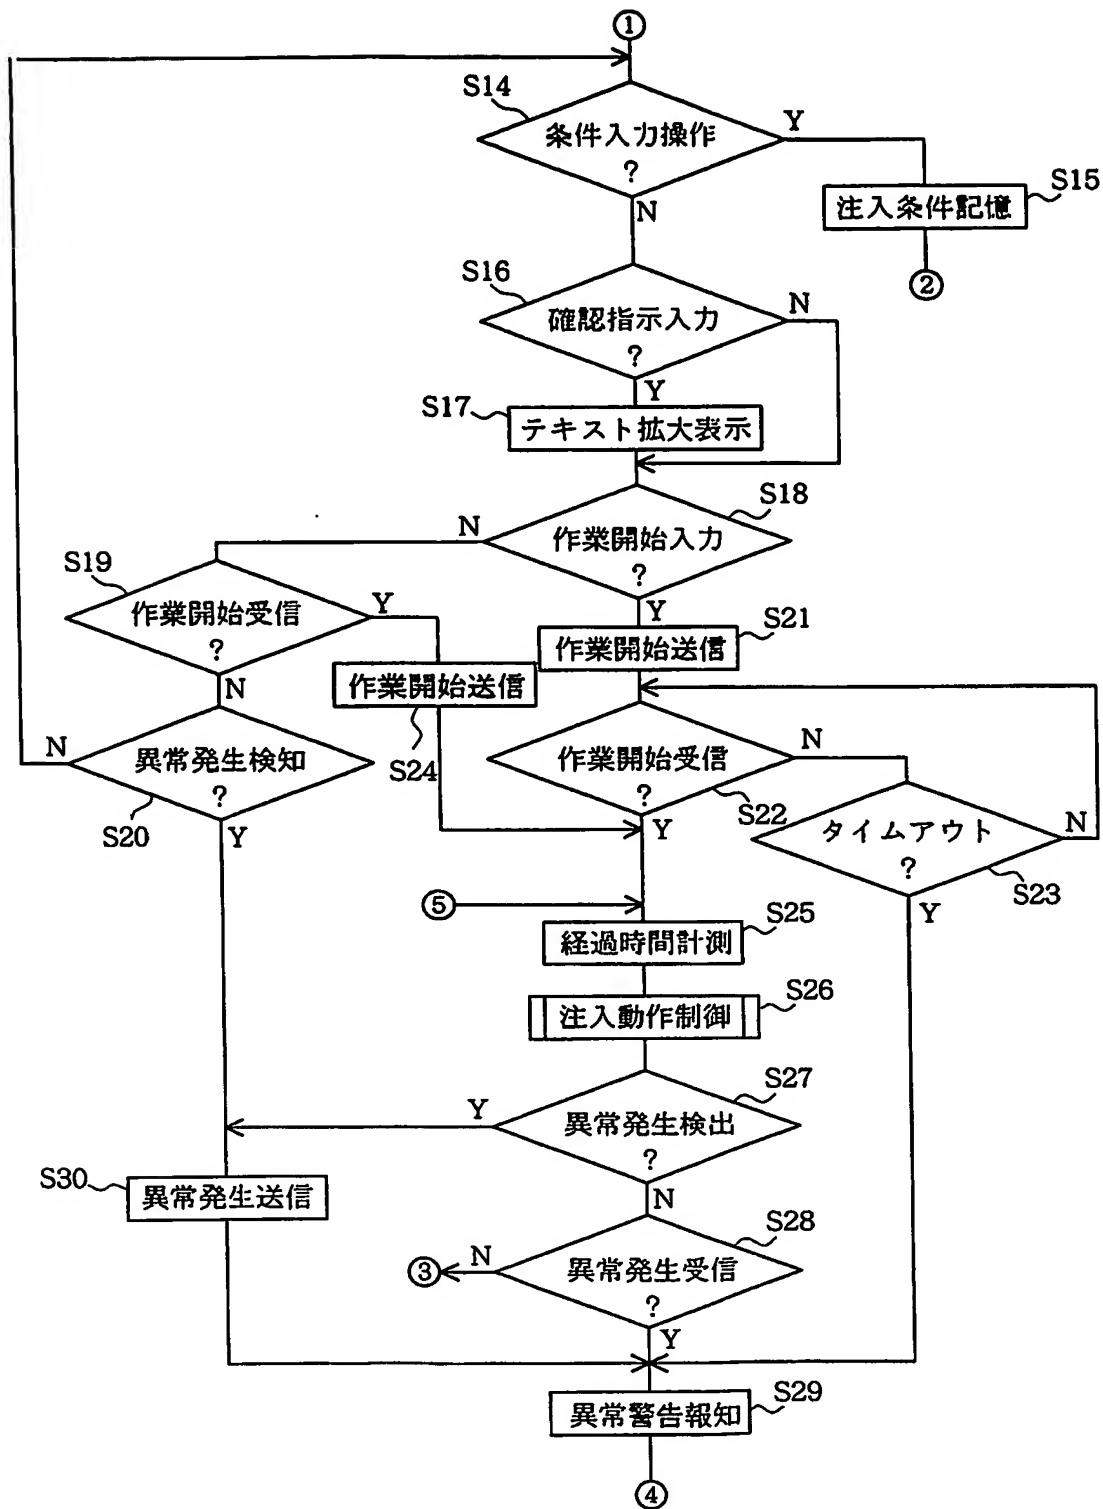 ①
S14
条件入力操作
?
Y
N
S15
注入条件記憶
②
S16
確認指示入力
?
N
Y
S17
テキスト拡大表示
S18
作業開始入力
?
N
Y
S19
作業開始受信
?
Y
N
S21
作業開始送信
作業開始送信
S24
S20
異常発生検知
?
N
Y
作業開始受信
?
S22
N
Y
タイムアウト
?
S23
N
Y
⑤
S25
経過時間計測
S26
注入動作制御
S27
異常発生検出
?
Y
N
S30
異常発生送信
S28
異常発生受信
?
N
③
Y
S29
異常警告報知
④